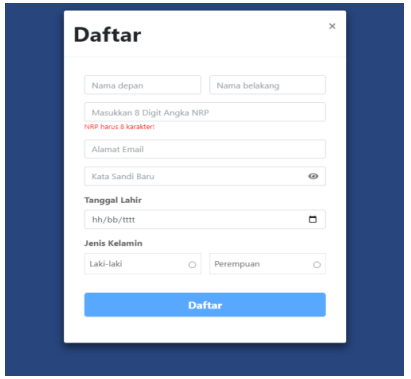 Daftar ×
Nama depan Nama belakang
Masukkan 8 Digit Angka NRP
NRP harus 8 karakter!
Alamat Email
Kata Sandi Baru
Tanggal Lahir
hh/bb/tttt
Jenis Kelamin
Laki-laki Perempuan
Daftar